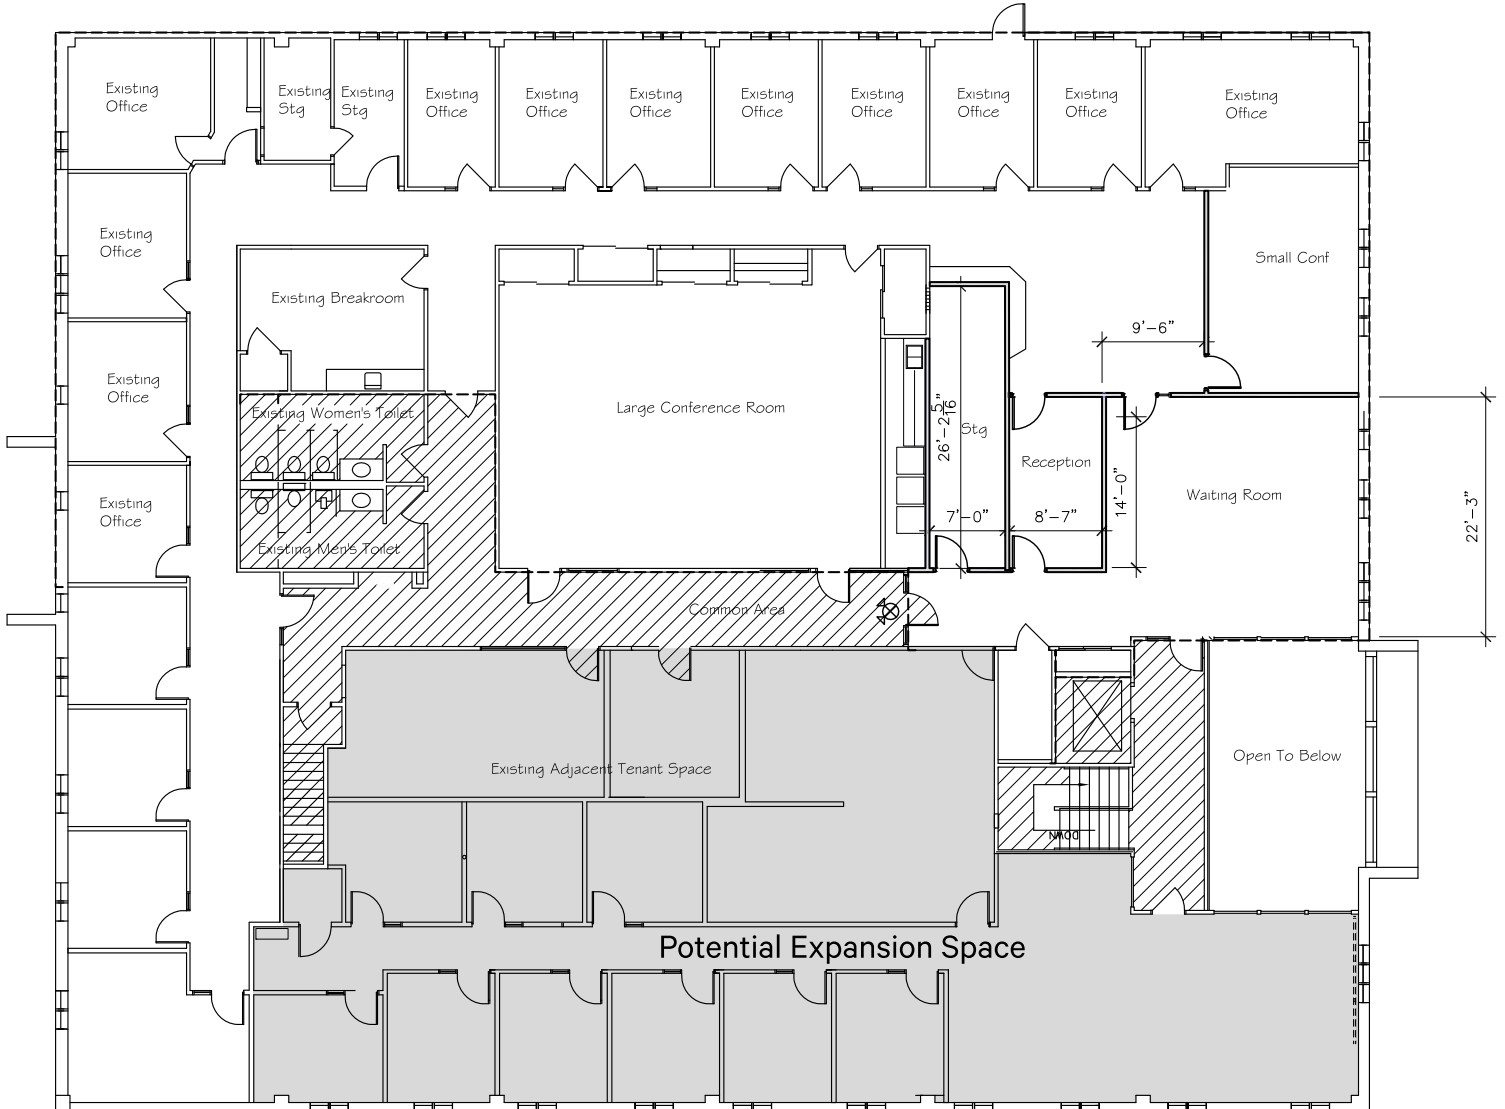 Existing
Office
Existing
Stg
Existing
Stg
Existing
Office
Existing
Office
Existing
Office
Existing
Office
Existing
Office
Existing
Office
Existing
Office
Existing
Office
Existing
Office
Small Conf
Existing Breakroom
9'-6"
Existing
Office
Large Conference Room
Existing Women's Toilet
26'-2 5/16"
Stg
Reception
Waiting Room
14'-0"
22'-3"
Existing
Office
7'-0"
8'-7"
Existing Men's Toilet
Common Area
Open To Below
Existing Adjacent Tenant Space
DOWN
Potential Expansion Space